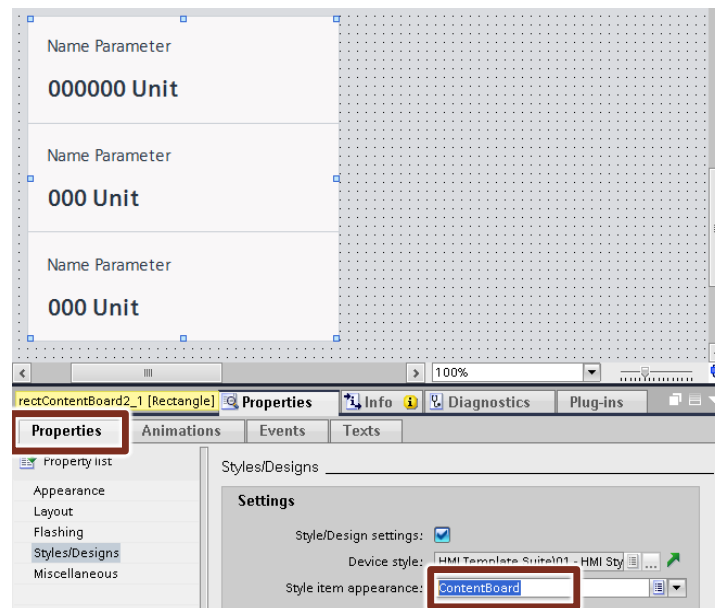 Name Parameter
000000 Unit
Name Parameter
000 Unit
Name Parameter
000 Unit
100%
rectContentBoard2_1 [Rectangle] Properties Info Diagnostics Plug-ins
Properties Animations Events Texts
Property list
Styles/Designs
Appearance
Layout
Flashing
Styles/Designs
Miscellaneous
Settings
Style/Design settings:
Device style: HMI Template Suite\01 - HMI Sty ...
Style item appearance: ContentBoard